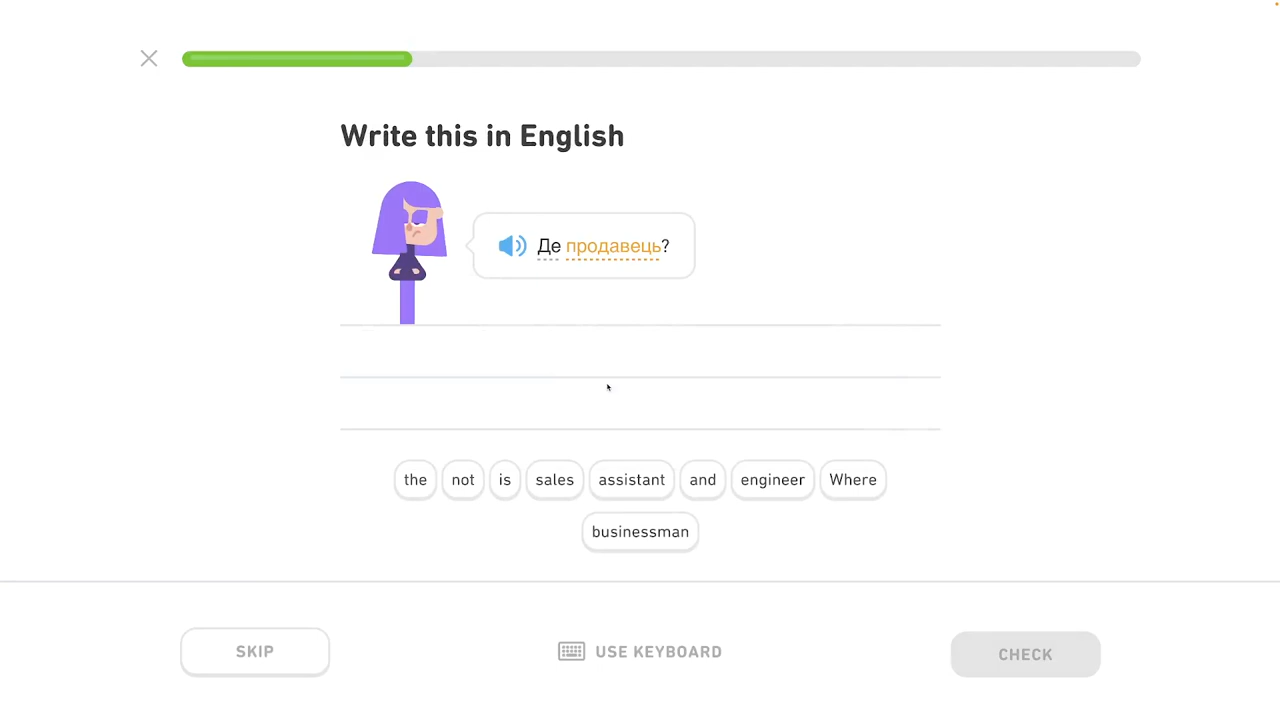 Write this in English
Де продавець?
the not is sales assistant and engineer Where
businessman
SKIP USE KEYBOARD CHECK